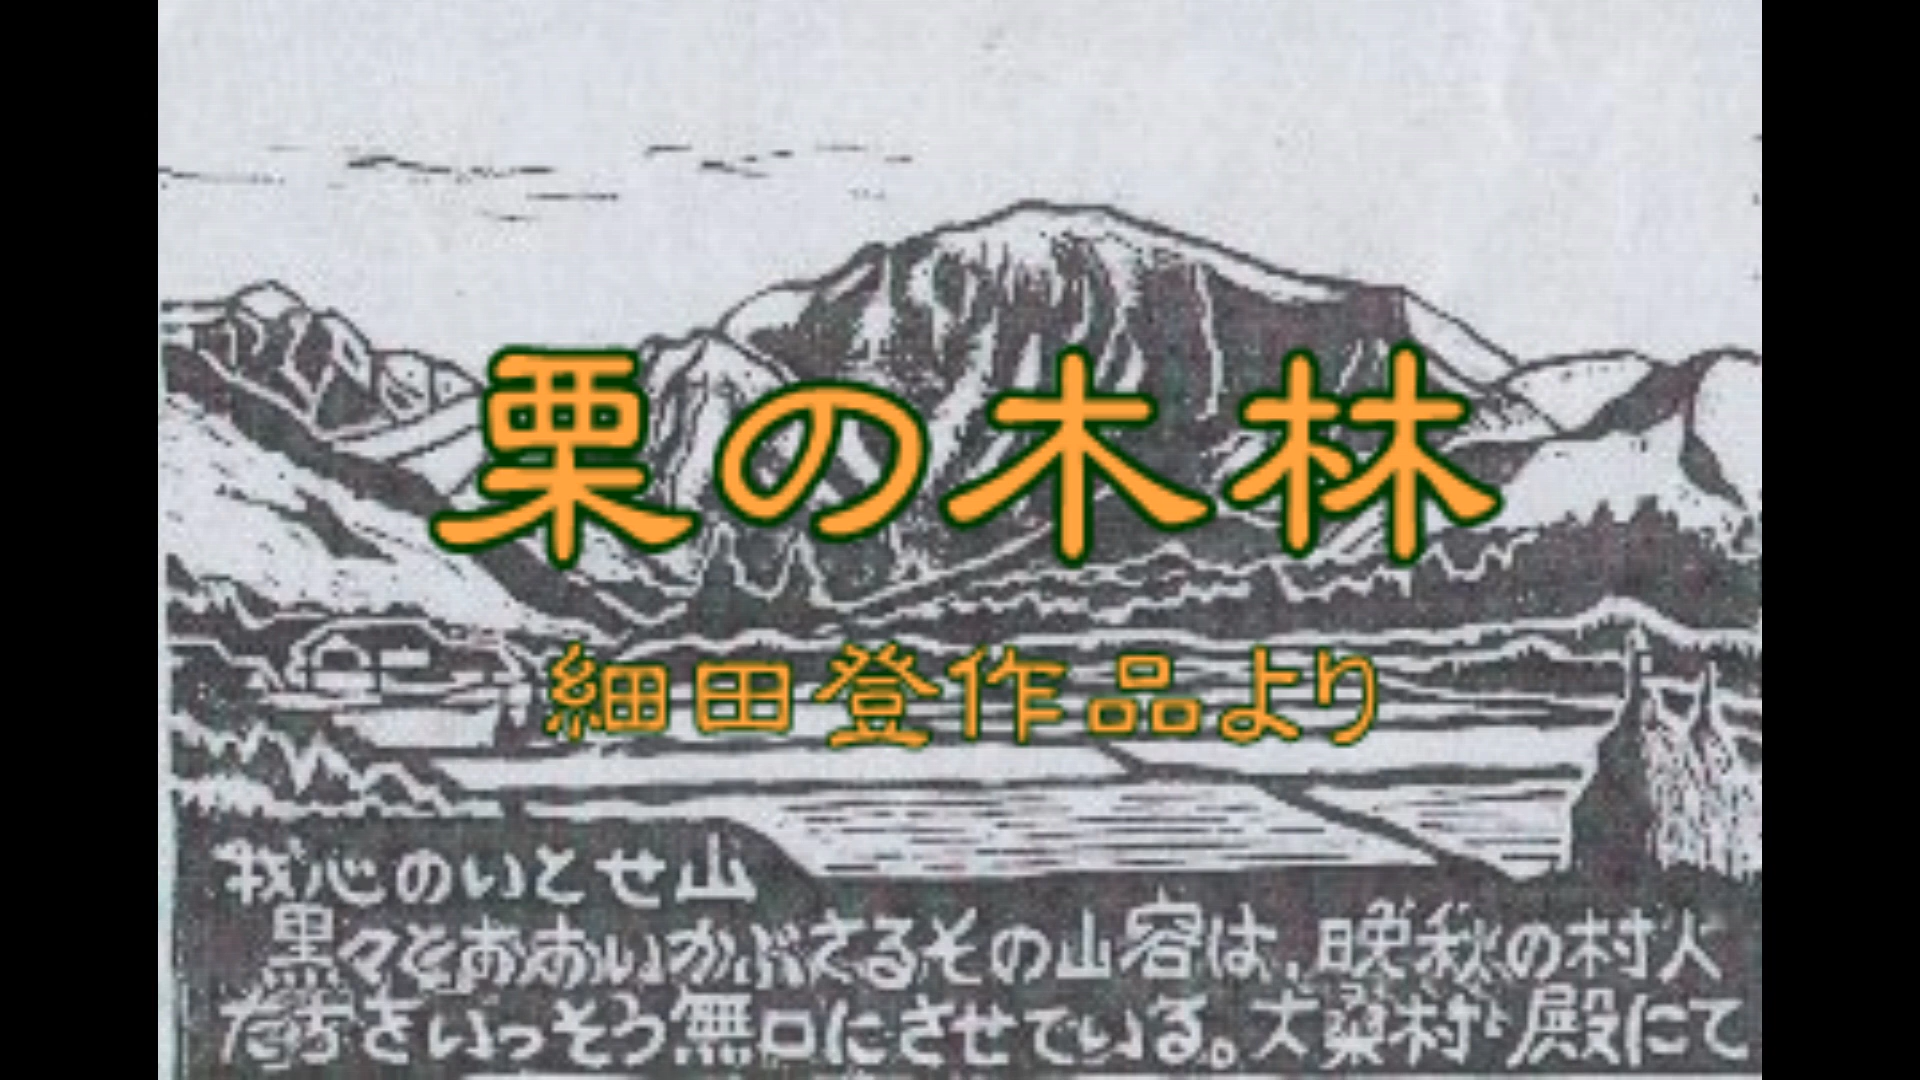 栗の木林
細田登作品より
我心のいとせ山
黒々とおおいかぶさるその山容は、晩秋の村人
たちをいっそう無口にさせている。大桑村殿にて